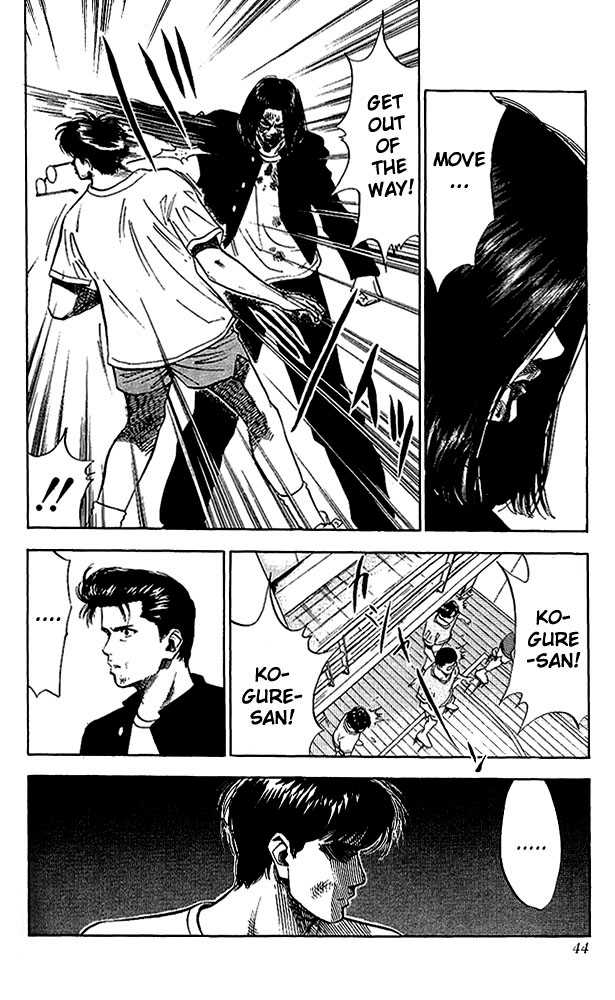 MOVE
...
GET
OUT
OF
THE
WAY!
!!
KO-
GURE
-SAN!
KO-
GURE-
SAN!
....
.....
44